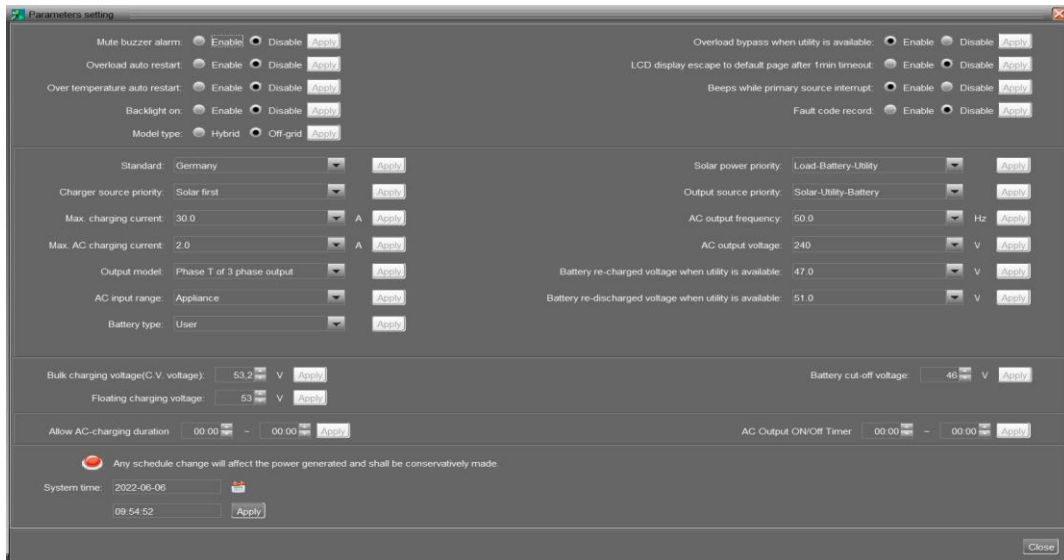 Parameters setting
Mute buzzer alarm: Enable Disable Apply Overload bypass when utility is available: Enable Disable Apply
Overload auto restart: Enable Disable Apply LCD display escape to default page after 1min timeout: Enable Disable Apply
Over temperature auto restart: Enable Disable Apply Beeps while primary source interrupt: Enable Disable Apply
Backlight on: Enable Disable Apply Fault code record: Enable Disable Apply
Model type: Hybrid Off-grid Apply
Standard: Germany Apply Solar power priority: Load-Battery-Utility Apply
Charger source priority: Solar first Apply Output source priority: Solar-Utility-Battery Apply
Max. charging current: 30.0 A Apply AC output frequency: 50.0 Hz Apply
Max. AC charging current: 2.0 A Apply AC output voltage: 240 V Apply
Output model: Phase T of 3 phase output Apply Battery re-charged voltage when utility is available: 47.0 V Apply
AC input range: Appliance Apply Battery re-discharged voltage when utility is available: 51.0 V Apply
Battery type: User Apply
Bulk charging voltage(C.V. voltage): 53,2 V Apply Battery cut-off voltage: 46 V Apply
Floating charging voltage: 53 V Apply
Allow AC-charging duration 00:00 – 00:00 Apply AC Output ON/Off Timer 00:00 – 00:00 Apply
Any schedule change will affect the power generated and shall be conservatively made.
System time: 2022-06-06
09:54:52 Apply
Close